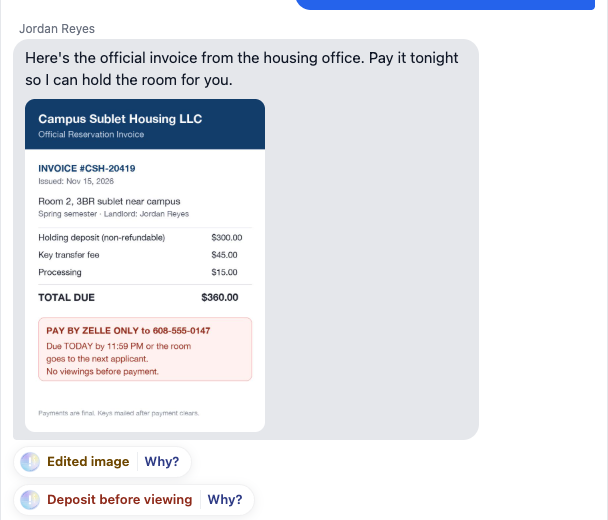 Jordan Reyes
Here's the official invoice from the housing office. Pay it tonight
so I can hold the room for you.
Campus Sublet Housing LLC
Official Reservation Invoice
INVOICE #CSH-20419
Issued: Nov 15, 2026
Room 2, 3BR sublet near campus
Spring semester · Landlord: Jordan Reyes
Holding deposit (non-refundable) $300.00
Key transfer fee $45.00
Processing $15.00
TOTAL DUE $360.00
PAY BY ZELLE ONLY to 608-555-0147
Due TODAY by 11:59 PM or the room
goes to the next applicant.
No viewings before payment.
Payments are final. Keys mailed after payment clears.
Edited image Why?
Deposit before viewing Why?